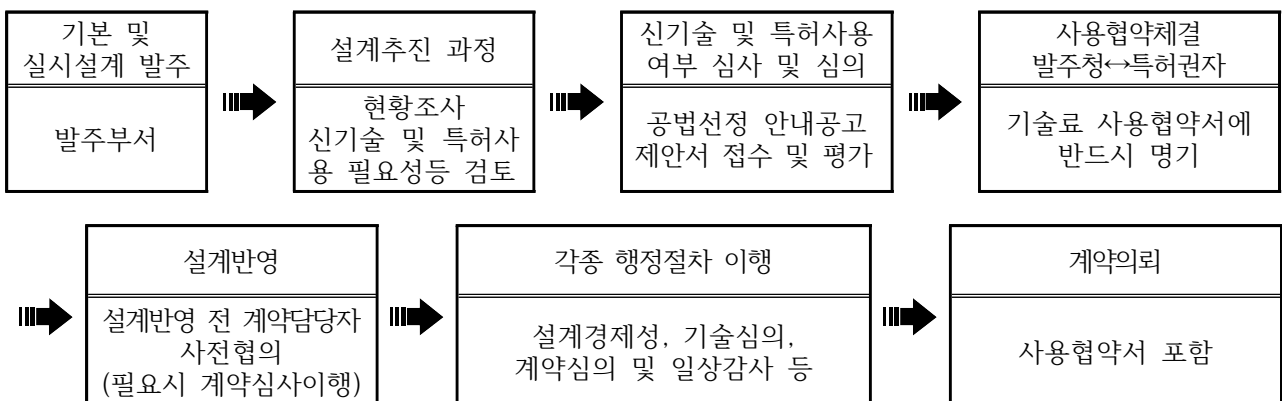 기본 및
실시설계 발주
발주부서
설계추진 과정
현황조사
신기술 및 특허사
용 필요성등 검토
신기술 및 특허사용
여부 심사 및 심의
공법선정 안내공고
제안서 접수 및 평가
사용협약체결
발주청↔특허권자
기술료 사용협약서에
반드시 명기
설계반영
설계반영 전 계약담당자
사전협의
(필요시 계약심사이행)
각종 행정절차 이행
설계경제성, 기술심의,
계약심의 및 일상감사 등
계약의뢰
사용협약서 포함